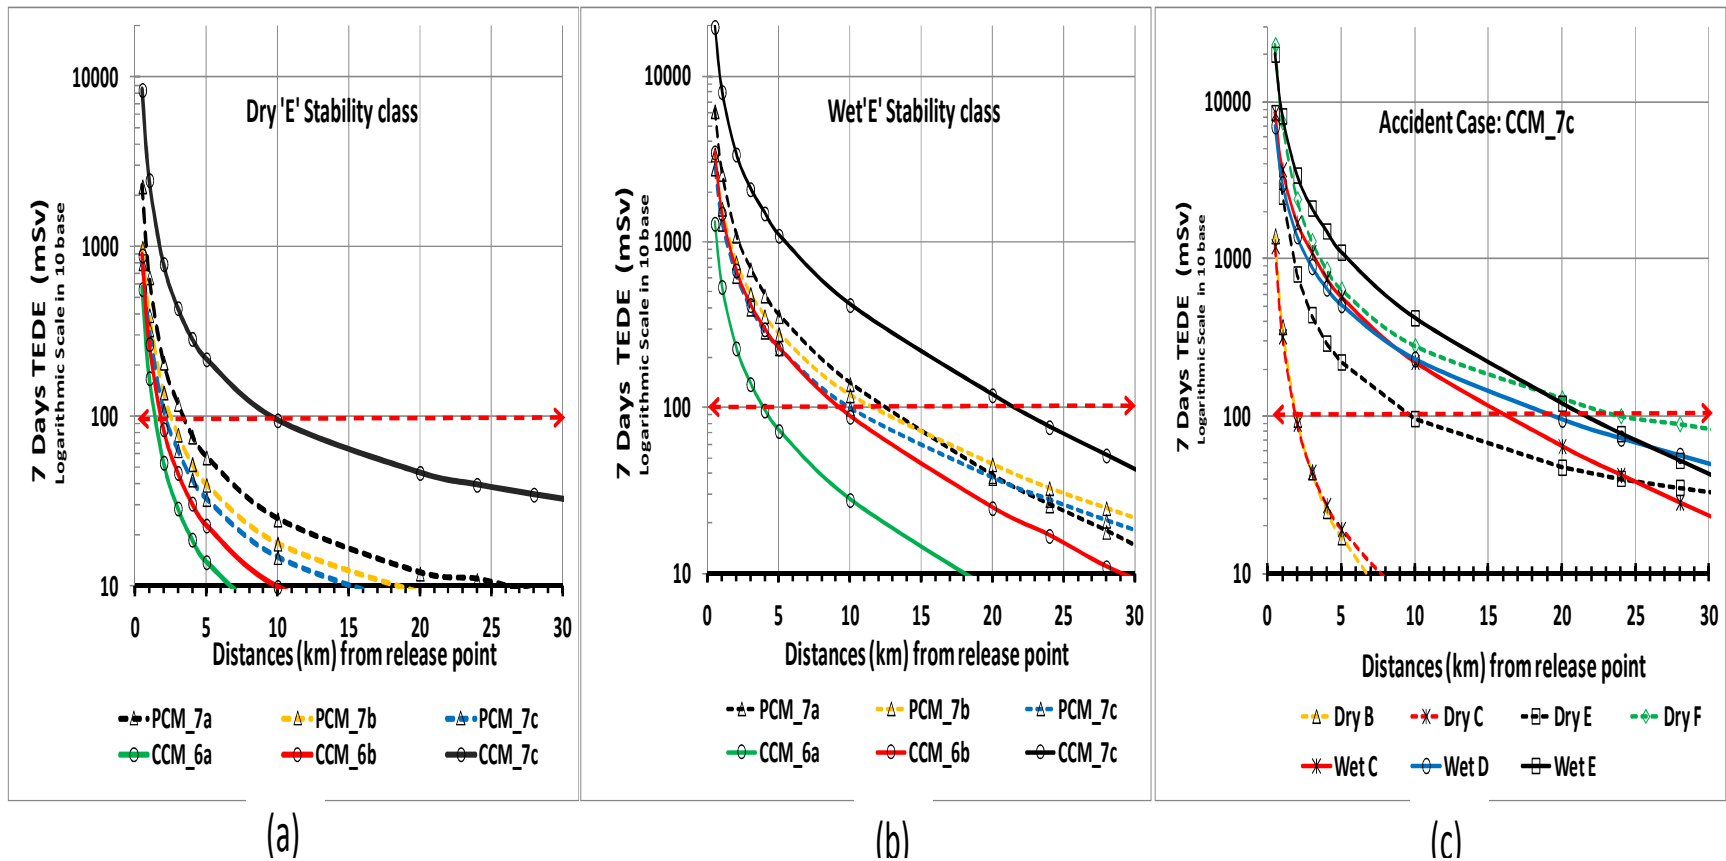 Dry 'E' Stability class
7 Days TEDE (mSv)
Logarithmic Scale in 10 base
10000
1000
100
10
0 5 10 15 20 25 30
Distances (km) from release point
PCM_7a PCM_7b PCM_7c
CCM_6a CCM_6b CCM_7c
(a)
Wet'E' Stability class
7 Days TEDE (mSv)
Logarithmic Scale in 10 base
10000
1000
100
10
0 5 10 15 20 25 30
Distances (km) from release point
PCM_7a PCM_7b PCM_7c
CCM_6a CCM_6b CCM_7c
(b)
Accident Case: CCM_7c
7 Days TEDE (mSv)
Logarithmic Scale in 10 base
10000
1000
100
10
0 5 10 15 20 25 30
Distances (km) from release point
Dry B Dry C Dry E Dry F
Wet C Wet D Wet E
(c)